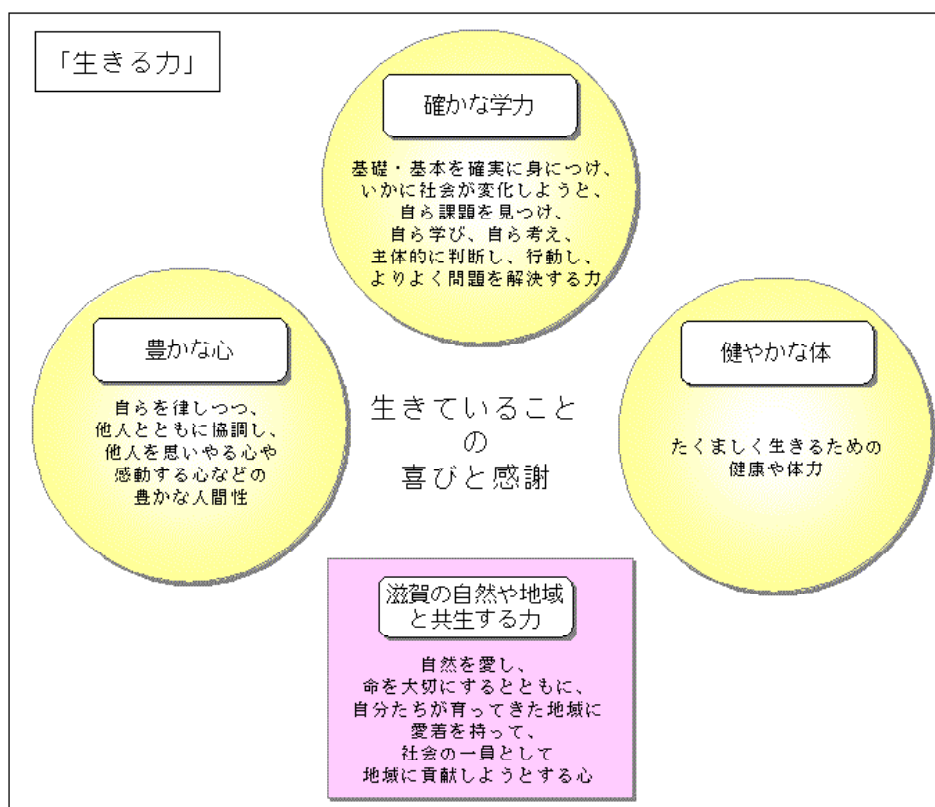 「生きる力」
確かな学力
基礎・基本を確実に身につけ、
いかに社会が変化しようと、
自ら課題を見つけ、
自ら学び、自ら考え、
主体的に判断し、行動し、
よりよく問題を解決する力
豊かな心
自らを律しつつ、
他人とともに協調し、
他人を思いやる心や
感動する心などの
豊かな人間性
生きていること
の
喜びと感謝
健やかな体
たくましく生きるための
健康や体力
滋賀の自然や地域
と共生する力
自然を愛し、
命を大切にするとともに、
自分たちが育ってきた地域に
愛着を持って、
社会の一員として
地域に貢献しようとする心